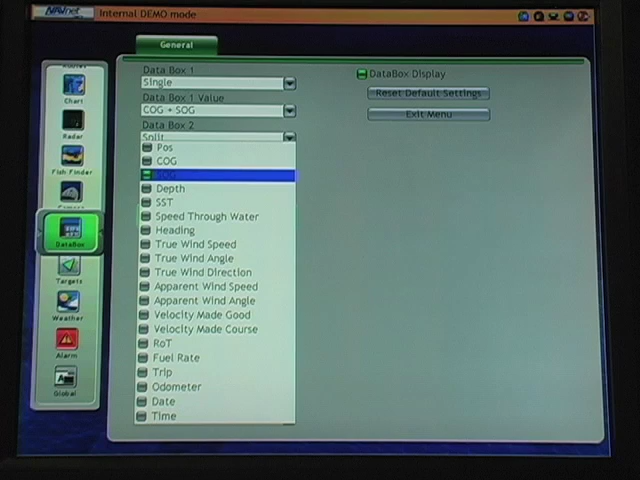 NAVnet
Internal DEMO mode
General
Chart
Radar
Fish Finder
DataBox
Targets
Weather
Alarm
Global
Data Box 1
Single
Data Box 1 Value
COG + SOG
Data Box 2
Split
Pos
COG
SOG
Depth
SST
Speed Through Water
Heading
True Wind Speed
True Wind Angle
True Wind Direction
Apparent Wind Speed
Apparent Wind Angle
Velocity Made Good
Velocity Made Course
RoT
Fuel Rate
Trip
Odometer
Date
Time
DataBox Display
Reset Default Settings
Exit Menu